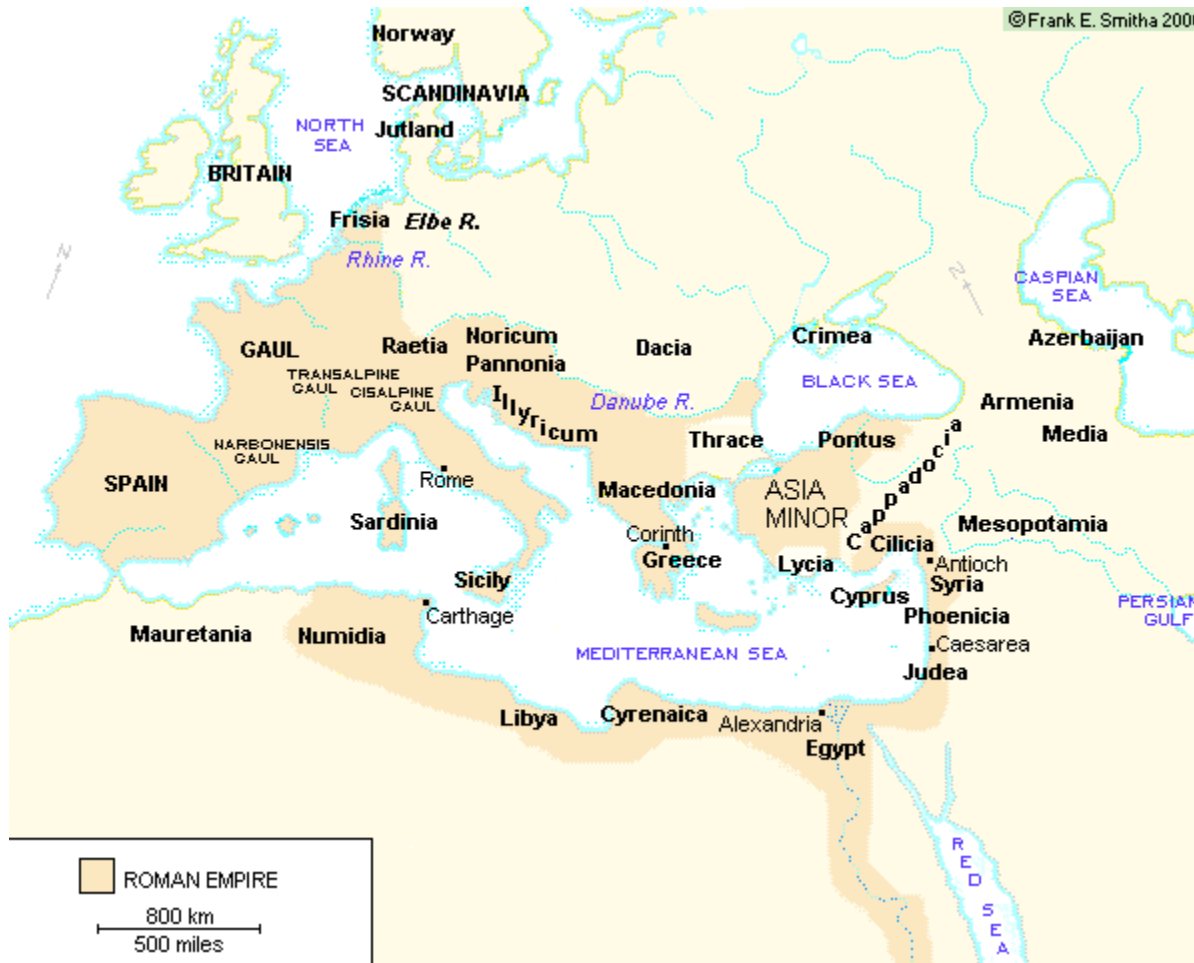 ©Frank E. Smitha 200
Norway
SCANDINAVIA
NORTH
SEA
Jutland
BRITAIN
Frisia
Elbe R.
Rhine R.
N
N
CASPIAN
SEA
Azerbaijan
Crimea
Noricum
Dacia
GAUL
Raetia
Pannonia
TRANSALPINE
GAUL
CISALPINE
GAUL
BLACK SEA
Illyricum
Danube R.
Armenia
Thrace
Pontus
Media
NARBONENSIS
GAUL
SPAIN
Rome
Macedonia
ASIA
MINOR
Cappadocia
Sardinia
Corinth
Greece
Mesopotamia
Cilicia
Lycia
Antioch
Syria
Sicily
Cyprus
PERSIAN
GULF
Carthage
Phoenicia
Mauretania
Numidia
Caesarea
MEDITERRANEAN SEA
Judea
Libya
Cyrenaica
Alexandria
Egypt
RED SEA
ROMAN EMPIRE
800 km
500 miles